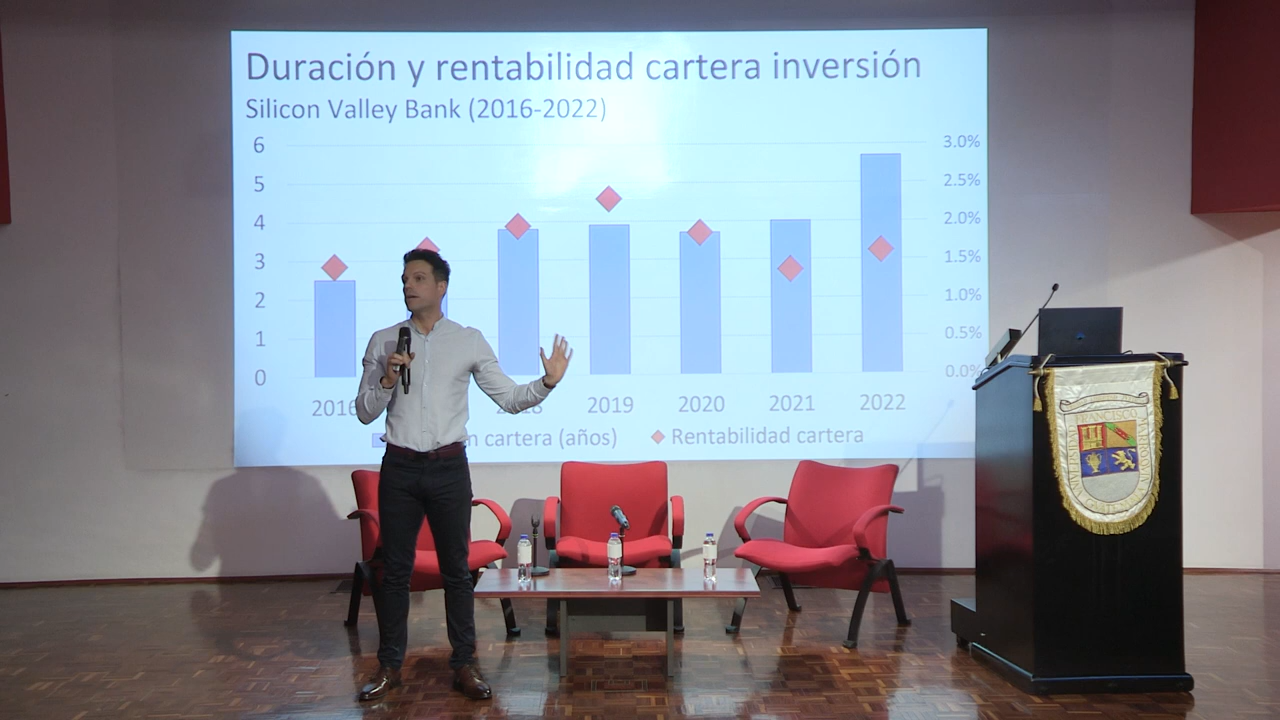 Duración y rentabilidad cartera inversión
Silicon Valley Bank (2016-2022)
6
5
4
3
2
1
0
3.0%
2.5%
2.0%
1.5%
1.0%
0.5%
0.0%
2016 2019 2020 2021 2022
cartera (años) Rentabilidad cartera
FRANCISCO